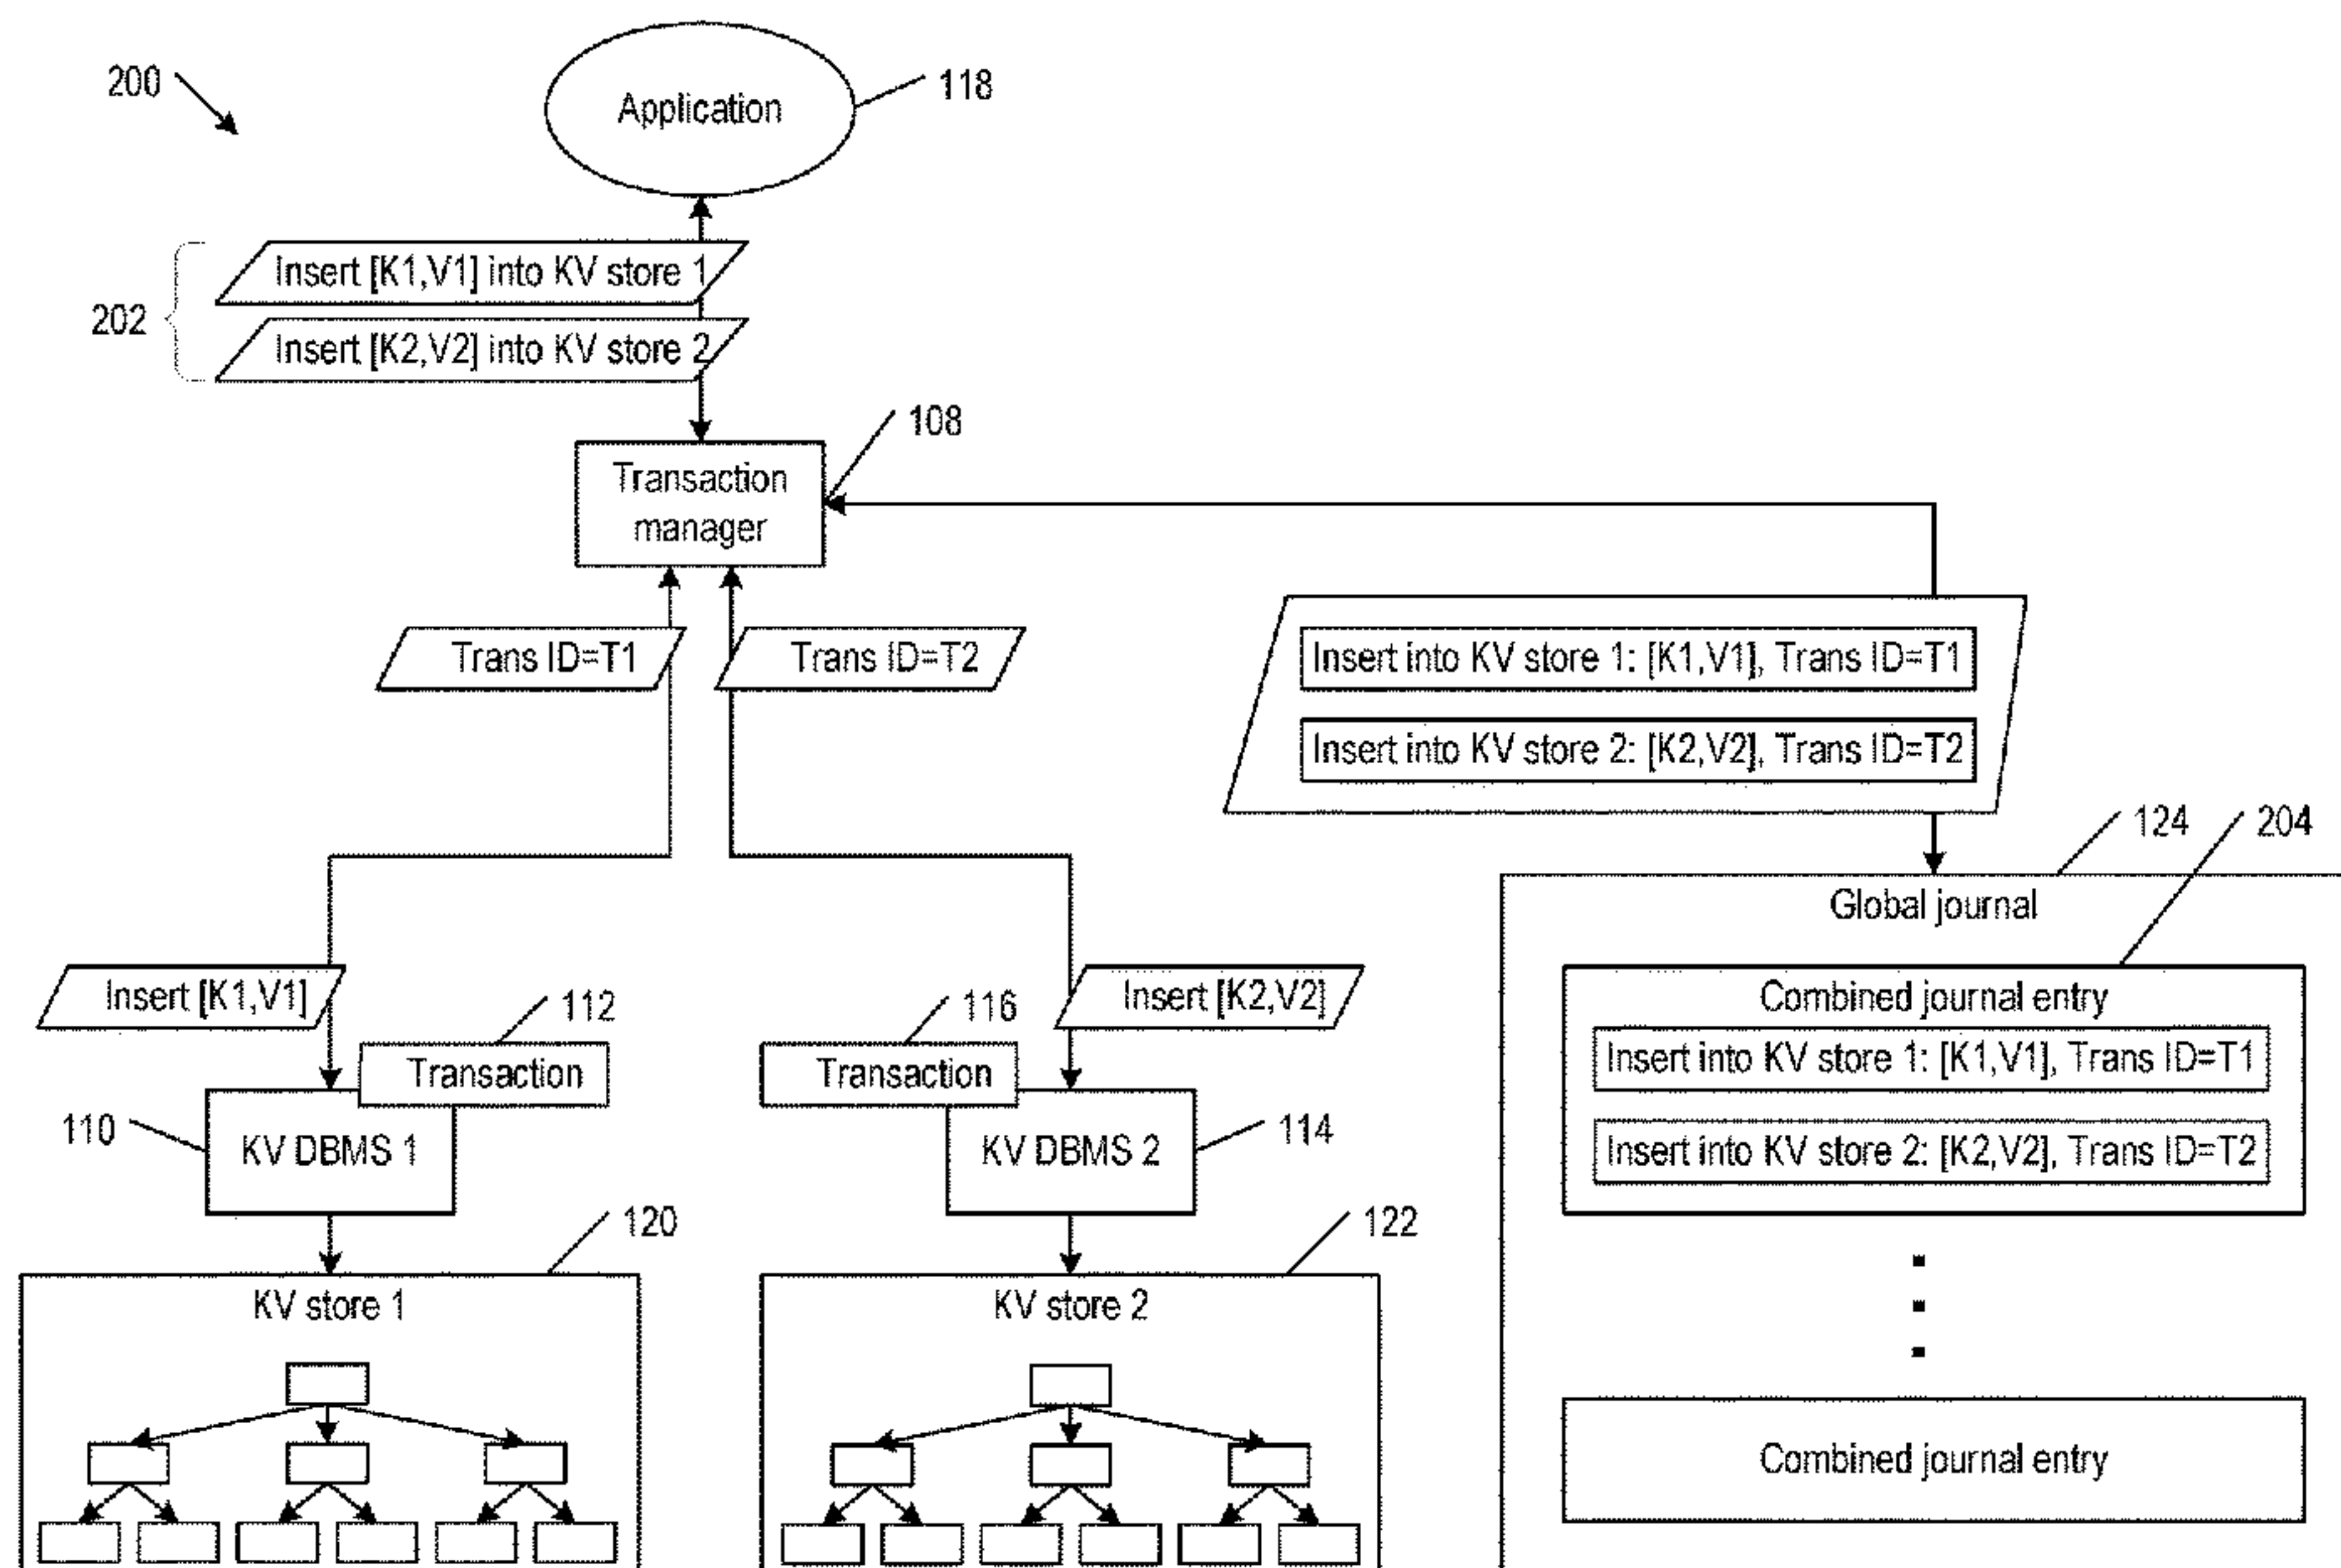 200
Application
118
Insert [K1,V1] into KV store 1
202
Insert [K2,V2] into KV store 2
108
Transaction
manager
Trans ID=T1
Trans ID=T2
Insert into KV store 1: [K1,V1], Trans ID=T1
Insert into KV store 2: [K2,V2], Trans ID=T2
124
204
Global journal
Insert [K1,V1]
112
116
Insert [K2,V2]
Combined journal entry
Transaction
Transaction
Insert into KV store 1: [K1,V1], Trans ID=T1
110
KV DBMS 1
KV DBMS 2
114
Insert into KV store 2: [K2,V2], Trans ID=T2
120
122
KV store 1
KV store 2
Combined journal entry